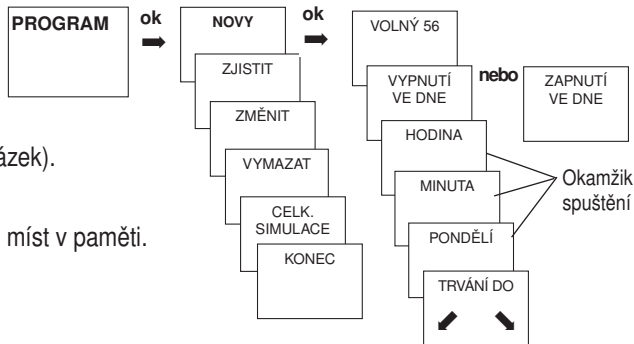 PROGRAM
ok
NOVY
ok
VOLNÝ 56
ZJISTIT
VYPNUTÍ
VE DNE
nebo
ZAPNUTÍ
VE DNE
ZMĚNIT
HODINA
ázek).
VYMAZAT
MINUTA
Okamžik
spuštění
CELK.
SIMULACE
PONDĚLÍ
míst v paměti.
KONEC
TRVÁNÍ DO